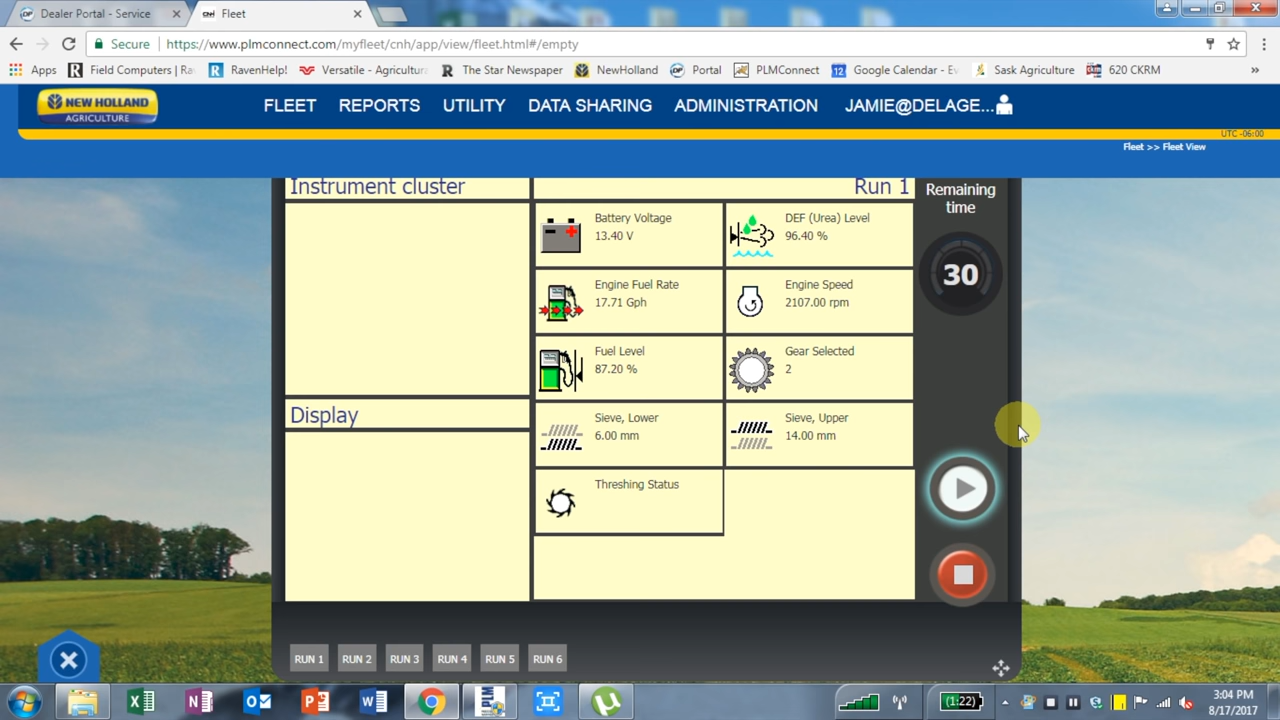 Dealer Portal - Service
Fleet
Secure
https://www.plmconnect.com/myfleet/cnh/app/view/fleet.html#/empty
Apps
Field Computers | Ra
RavenHelp!
Versatile - Agricultur
The Star Newspaper
NewHolland
Portal
PLMConnect
12
Google Calendar - Ev
Sask Agriculture
620 CKRM
NEW HOLLAND
AGRICULTURE
FLEET
REPORTS
UTILITY
DATA SHARING
ADMINISTRATION
JAMIE@DELAGE...
UTC -06:00
Fleet >> Fleet View
Instrument cluster
Run 1
Remaining
time
30
Battery Voltage
13.40 V
DEF (Urea) Level
96.40 %
Engine Fuel Rate
17.71 Gph
Engine Speed
2107.00 rpm
Fuel Level
87.20 %
Gear Selected
2
Display
Sieve, Lower
6.00 mm
Sieve, Upper
14.00 mm
Threshing Status
RUN 1
RUN 2
RUN 3
RUN 4
RUN 5
RUN 6
(1:22)
3:04 PM
8/17/2017